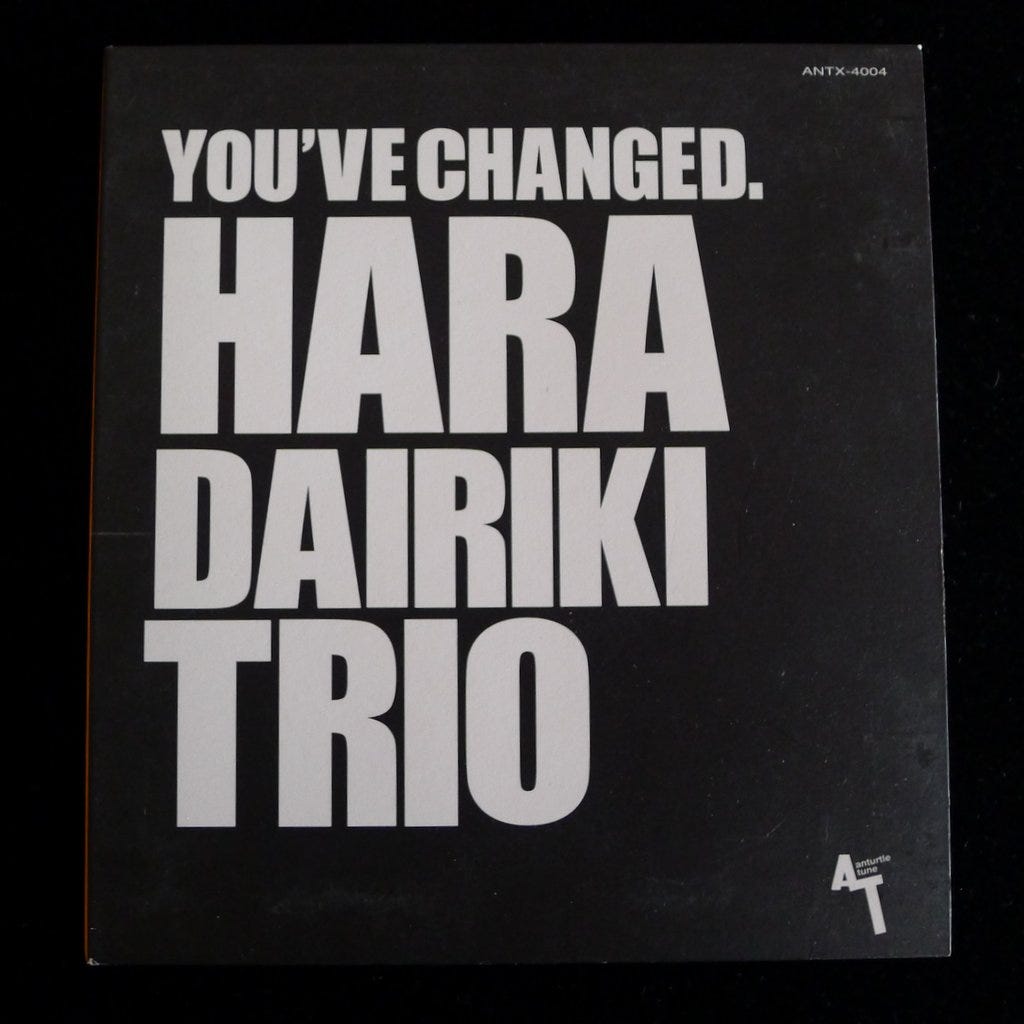 ANTX-4004
YOU'VE CHANGED.
HARA
DAIRIKI
TRIO
AT
anturtle
tune